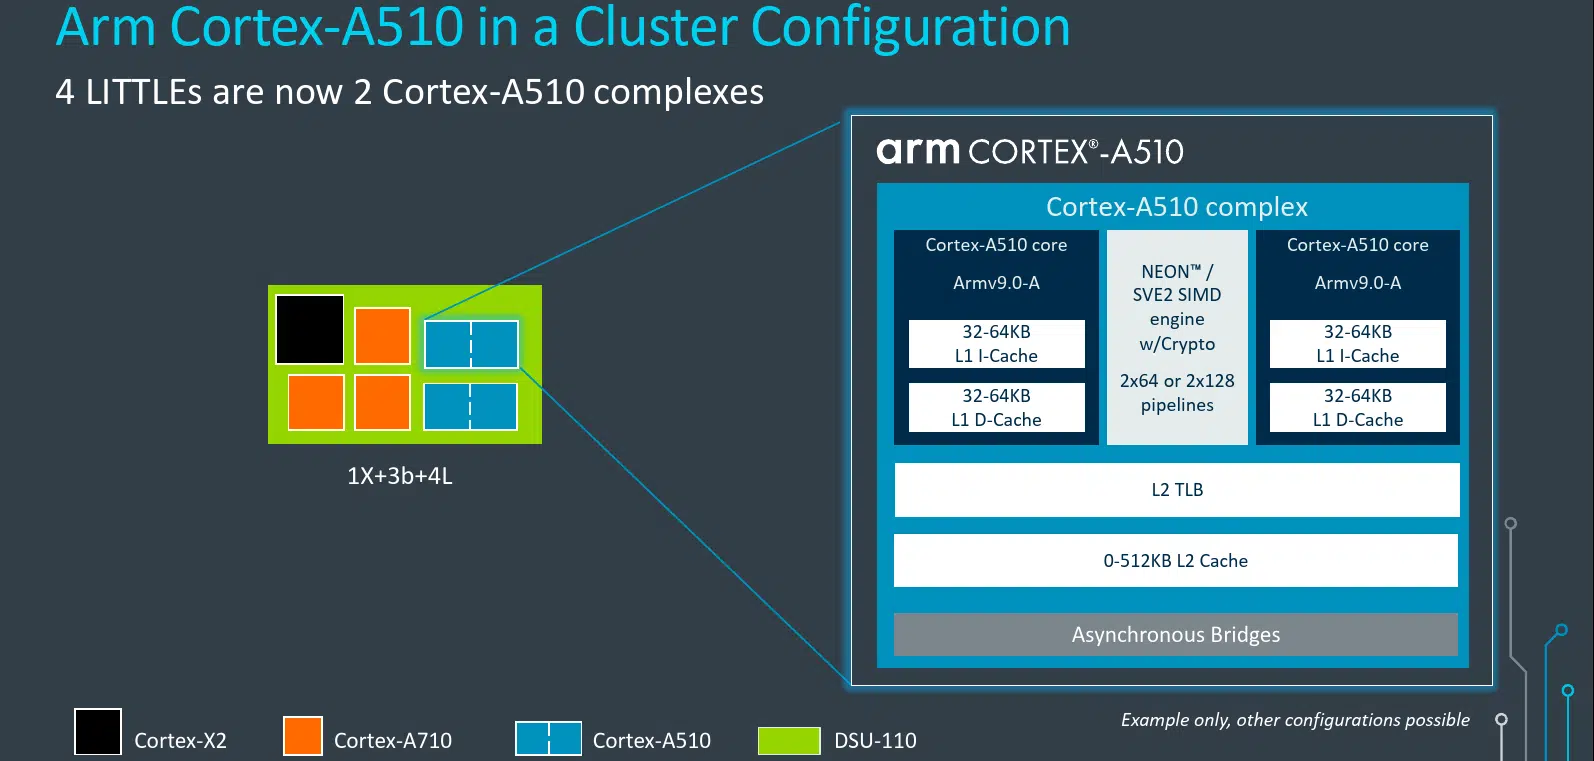 Arm Cortex-A510 in a Cluster Configuration
4 LITTLEs are now 2 Cortex-A510 complexes
1X+3b+4L
arm CORTEX®-A510
Cortex-A510 complex
Cortex-A510 core
Armv9.0-A
32-64KB
L1 I-Cache
32-64KB
L1 D-Cache
NEON™ /
SVE2 SIMD
engine
w/Crypto
2x64 or 2x128
pipelines
Cortex-A510 core
Armv9.0-A
32-64KB
L1 I-Cache
32-64KB
L1 D-Cache
L2 TLB
0-512KB L2 Cache
Asynchronous Bridges
Example only, other configurations possible
Cortex-X2
Cortex-A710
Cortex-A510
DSU-110